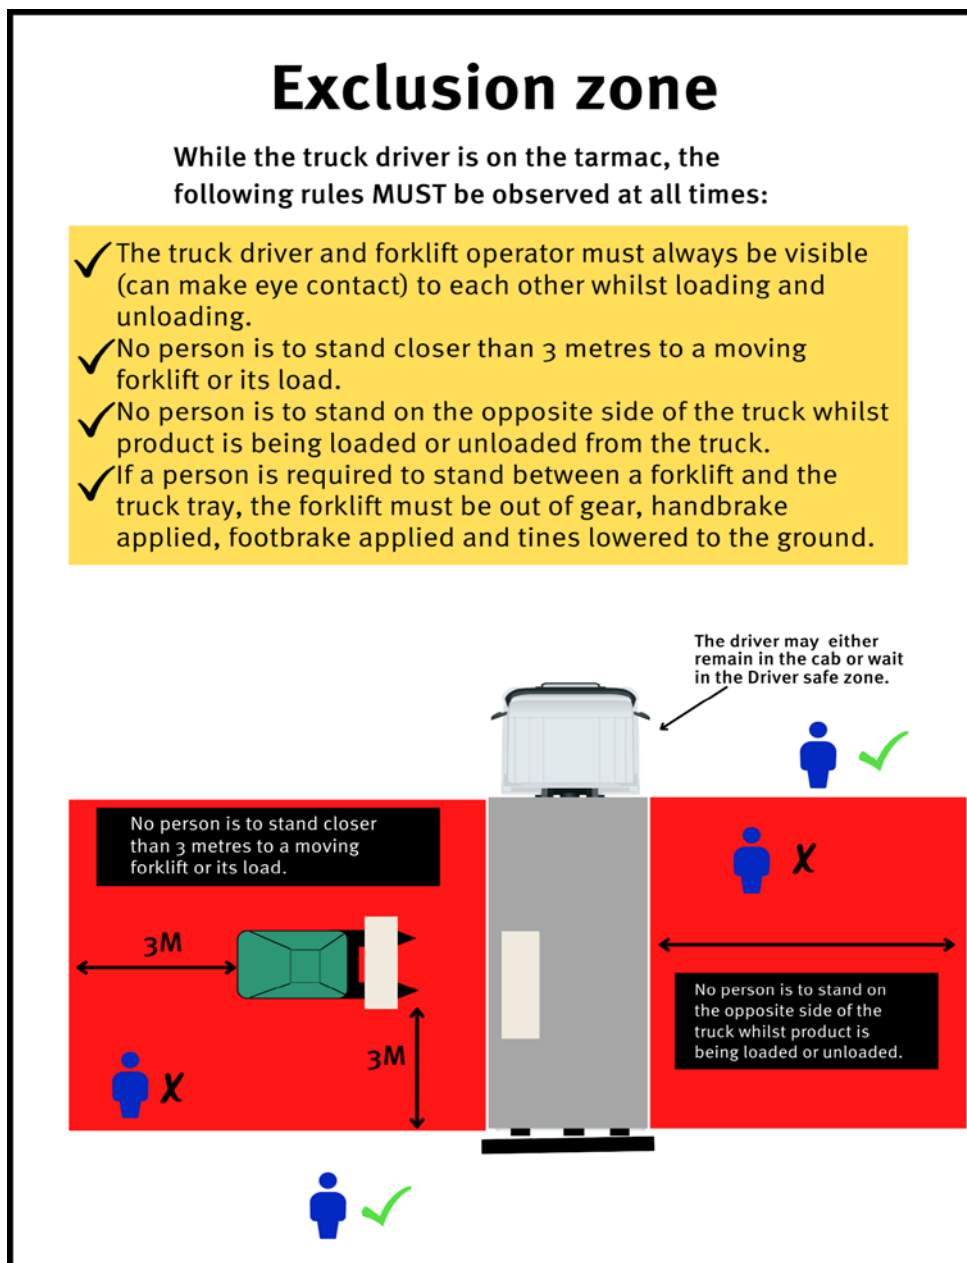 Exclusion zone
While the truck driver is on the tarmac, the
following rules MUST be observed at all times:
The truck driver and forklift operator must always be visible
(can make eye contact) to each other whilst loading and
unloading.
No person is to stand closer than 3 metres to a moving
forklift or its load.
No person is to stand on the opposite side of the truck whilst
product is being loaded or unloaded from the truck.
If a person is required to stand between a forklift and the
truck tray, the forklift must be out of gear, handbrake
applied, footbrake applied and tines lowered to the ground.
The driver may either
remain in the cab or wait
in the Driver safe zone.
No person is to stand closer
than 3 metres to a moving
forklift or its load.
3M
3M
No person is to stand on
the opposite side of the
truck whilst product is
being loaded or unloaded.